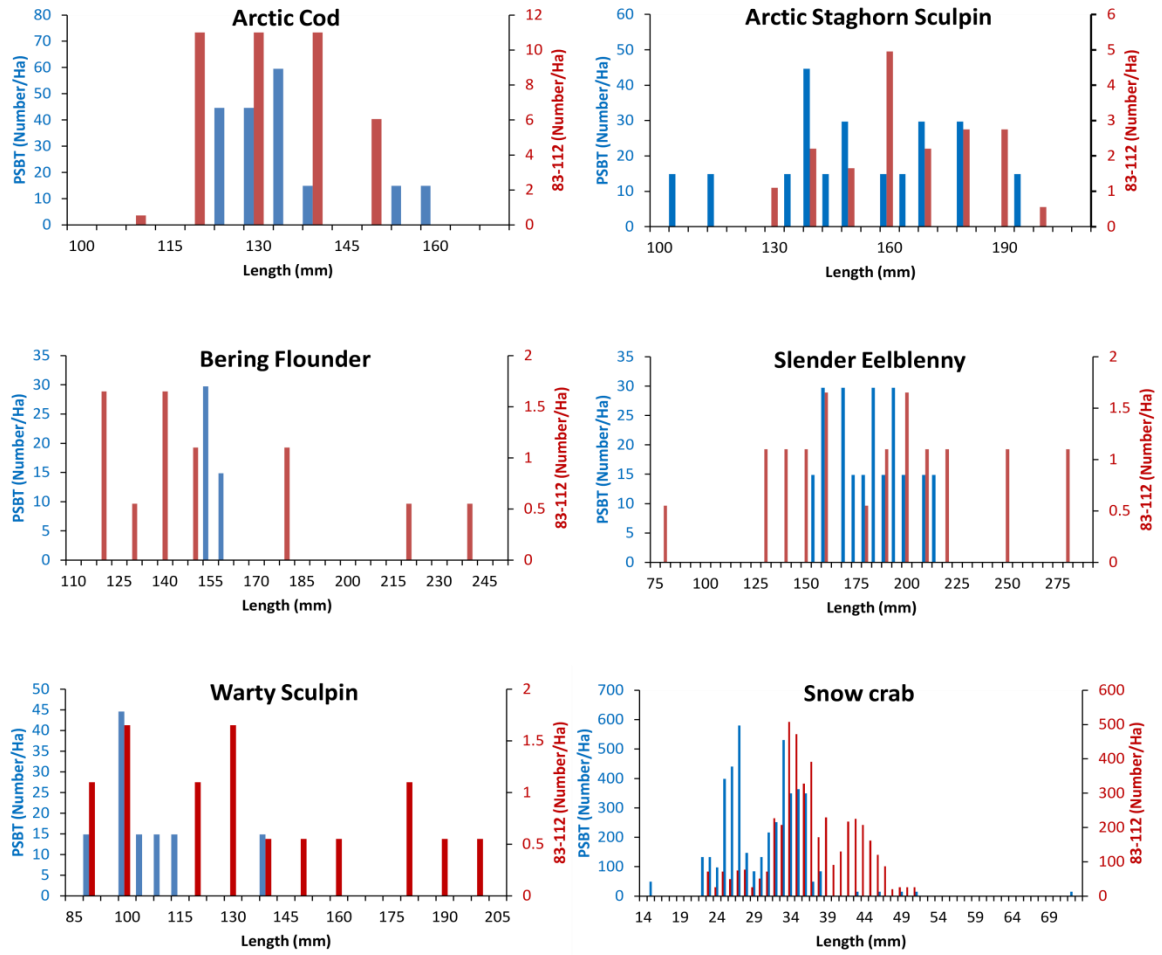 Arctic Cod
PSBT (Number/Ha)
80
70
60
50
40
30
20
10
0
12
10
8
6
4
2
0
83-112 (Number/Ha)
100 115 130 145 160
Length (mm)
Arctic Staghorn Sculpin
PSBT (Number/Ha)
60
50
40
30
20
10
0
6
5
4
3
2
1
0
83-112 (Number/Ha)
100 130 160 190
Length (mm)
Bering Flounder
PSBT (Number/Ha)
35
30
25
20
15
10
5
0
2
1.5
1
0.5
0
83-112 (Number/Ha)
110 125 140 155 170 185 200 215 230 245
Length (mm)
Slender Eelblenny
PSBT (Number/Ha)
35
30
25
20
15
10
5
0
2
1.5
1
0.5
0
83-112 (Number/Ha)
75 100 125 150 175 200 225 250 275
Length (mm)
Warty Sculpin
PSBT (Number/Ha)
50
45
40
35
30
25
20
15
10
5
0
2
1.5
1
0.5
0
83-112 (Number/Ha)
85 100 115 130 145 160 175 190 205
Length (mm)
Snow crab
PSBT (Number/Ha)
700
600
500
400
300
200
100
0
600
500
400
300
200
100
0
83-112 (Number/Ha)
14 19 24 29 34 39 44 49 54 59 64 69
Length (mm)